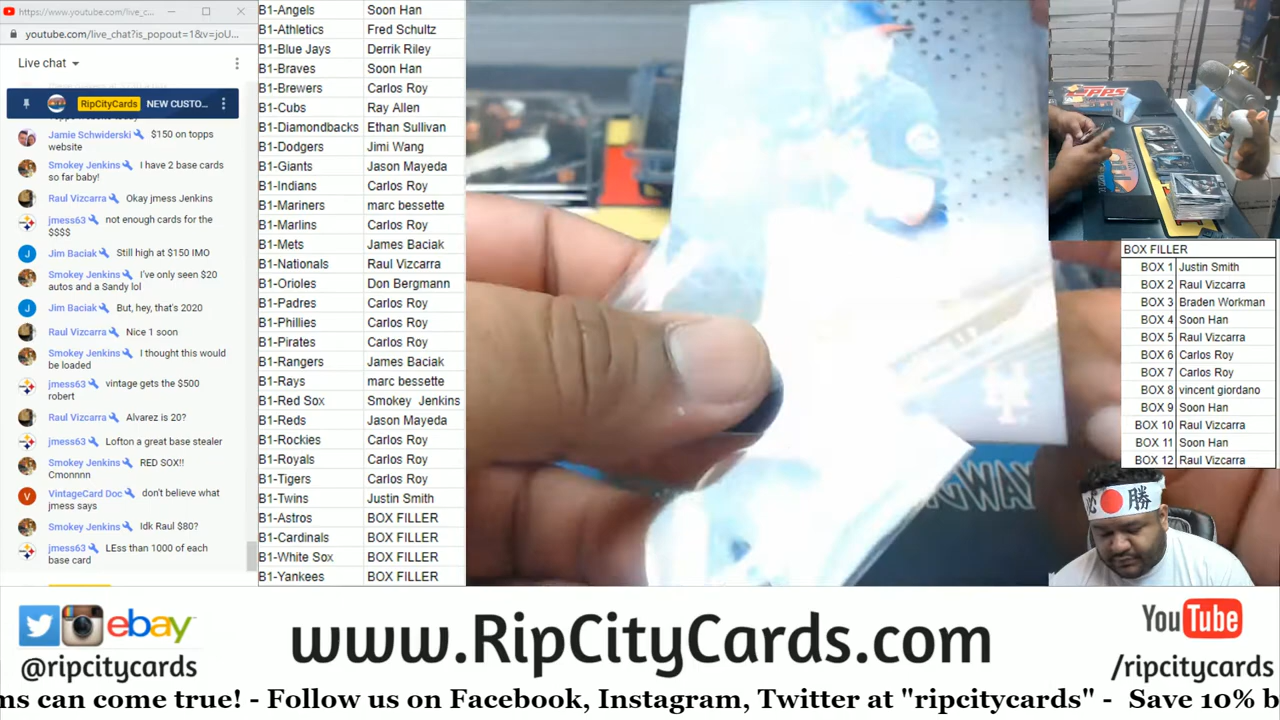 https://www.youtube.com/live_c...
youtube.com/live_chat?is_popout=1&v=joU...
Live chat
RipCityCards NEW CUSTO...
Jamie Schwiderski $150 on topps
website
Smokey Jenkins I have 2 base cards
so far baby!
Raul Vizcarra Okay jmess Jenkins
jmess63 not enough cards for the
$$$$
Jim Baciak Still high at $150 IMO
Smokey Jenkins I've only seen $20
autos and a Sandy lol
Jim Baciak But, hey, that's 2020
Raul Vizcarra Nice 1 soon
Smokey Jenkins I thought this would
be loaded
jmess63 vintage gets the $500
robert
Raul Vizcarra Alvarez is 20?
jmess63 Lofton a great base stealer
Smokey Jenkins RED SOX!!
Cmonnnn
VintageCard Doc don't believe what
jmess says
Smokey Jenkins Idk Raul $80?
jmess63 LEss than 1000 of each
base card
B1-Angels Soon Han
B1-Athletics Fred Schultz
B1-Blue Jays Derrik Riley
B1-Braves Soon Han
B1-Brewers Carlos Roy
B1-Cubs Ray Allen
B1-Diamondbacks Ethan Sullivan
B1-Dodgers Jimi Wang
B1-Giants Jason Mayeda
B1-Indians Carlos Roy
B1-Mariners marc bessette
B1-Marlins Carlos Roy
B1-Mets James Baciak
B1-Nationals Raul Vizcarra
B1-Orioles Don Bergmann
B1-Padres Carlos Roy
B1-Phillies Carlos Roy
B1-Pirates Carlos Roy
B1-Rangers James Baciak
B1-Rays marc bessette
B1-Red Sox Smokey Jenkins
B1-Reds Jason Mayeda
B1-Rockies Carlos Roy
B1-Royals Carlos Roy
B1-Tigers Carlos Roy
B1-Twins Justin Smith
B1-Astros BOX FILLER
B1-Cardinals BOX FILLER
B1-White Sox BOX FILLER
B1-Yankees BOX FILLER
NY
TOPPS
BOX FILLER
BOX 1 Justin Smith
BOX 2 Raul Vizcarra
BOX 3 Braden Workman
BOX 4 Soon Han
BOX 5 Raul Vizcarra
BOX 6 Carlos Roy
BOX 7 Carlos Roy
BOX 8 vincent giordano
BOX 9 Soon Han
BOX 10 Raul Vizcarra
BOX 11 Soon Han
BOX 12 Raul Vizcarra
必 勝
ebay
@ripcitycards
www.RipCityCards.com
YouTube
/ripcitycards
ms can come true! - Follow us on Facebook, Instagram, Twitter at "ripcitycards" - Save 10% b